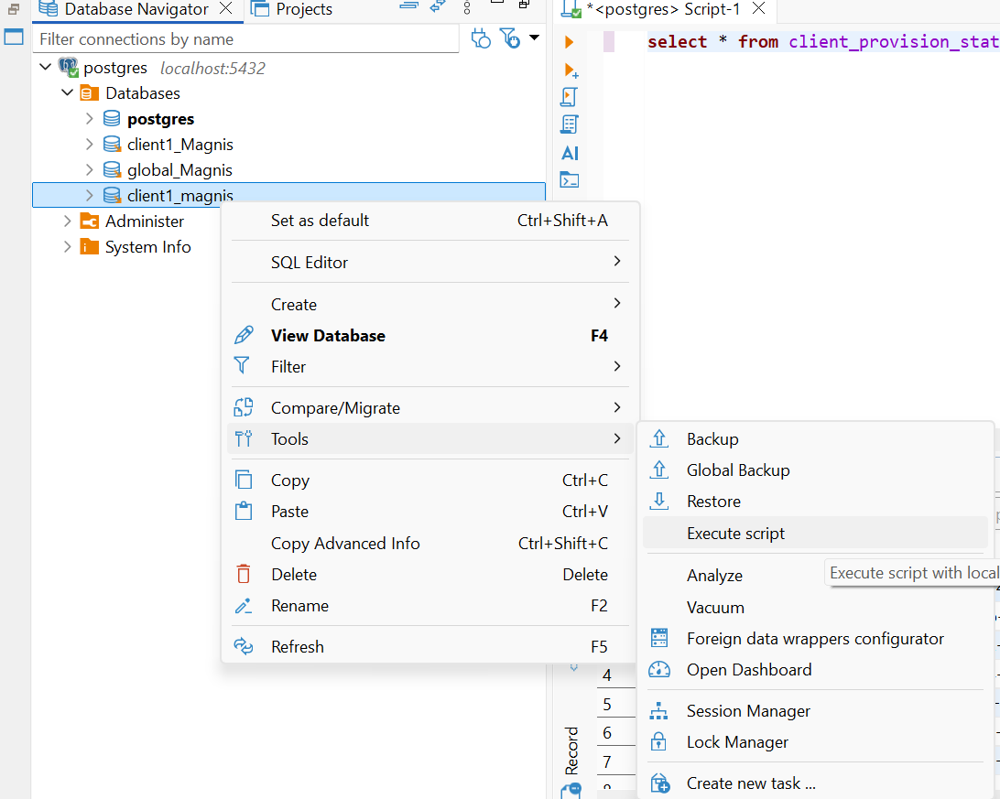 Database Navigator
Projects
*<postgres> Script-1
Filter connections by name
select * from client_provision_stat
postgres localhost:5432
Databases
postgres
client1_Magnis
global_Magnis
client1_magnis
Administer
System Info
AI
Set as default Ctrl+Shift+A
SQL Editor
Create
View Database F4
Filter
Compare/Migrate
Tools
Copy Ctrl+C
Paste Ctrl+V
Copy Advanced Info Ctrl+Shift+C
Delete Delete
Rename F2
Refresh F5
Backup
Global Backup
Restore
Execute script
Execute script with local
Analyze
Vacuum
Foreign data wrappers configurator
Open Dashboard
Session Manager
Lock Manager
Create new task ...
4
5
6
7
Record